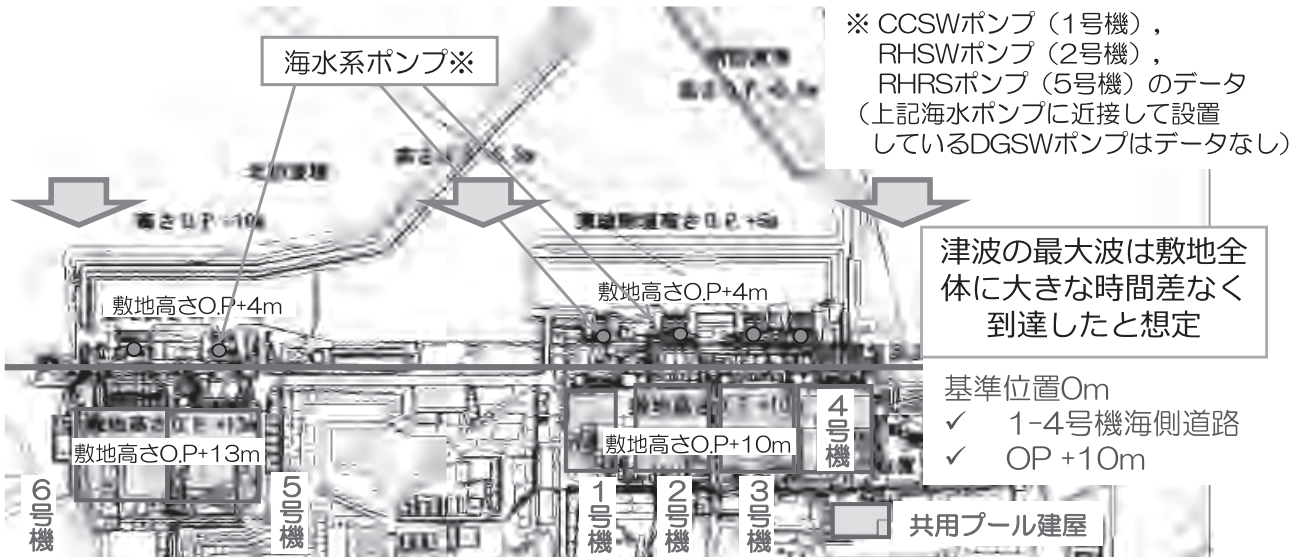 海水系ポンプ※
※ CCSWポンプ（1号機），
RHSWポンプ（2号機），
RHRSポンプ（5号機）のデータ
（上記海水ポンプに近接して設置
しているDGSWポンプはデータなし）
高さO.P.+10m
津波の最大波は敷地全
体に大きな時間差なく
到達したと想定
敷地高さO.P+4m
敷地高さO.P+4m
基準位置0m
✓ 1-4号機海側道路
✓ OP +10m
敷地高さO.P+13m
敷地高さO.P+10m
4号機
6号機
5号機
1号機
2号機
3号機
共用プール建屋